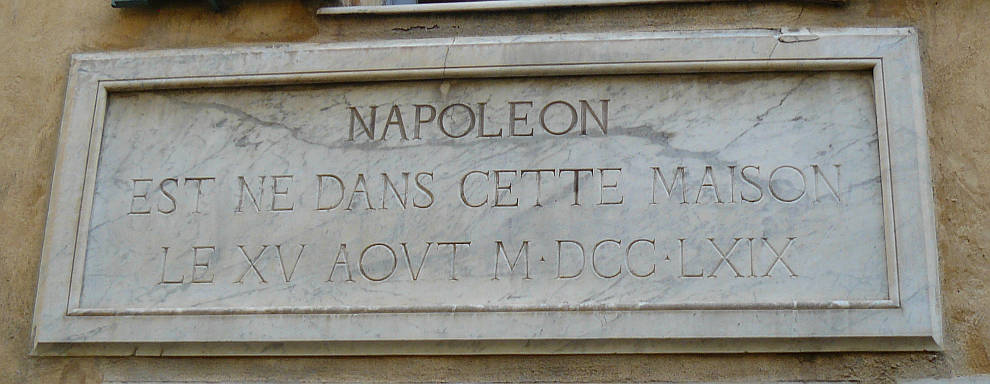 NAPOLEON
EST NE DANS CETTE MAISON
LE XV AOVT M·DCC·LXIX